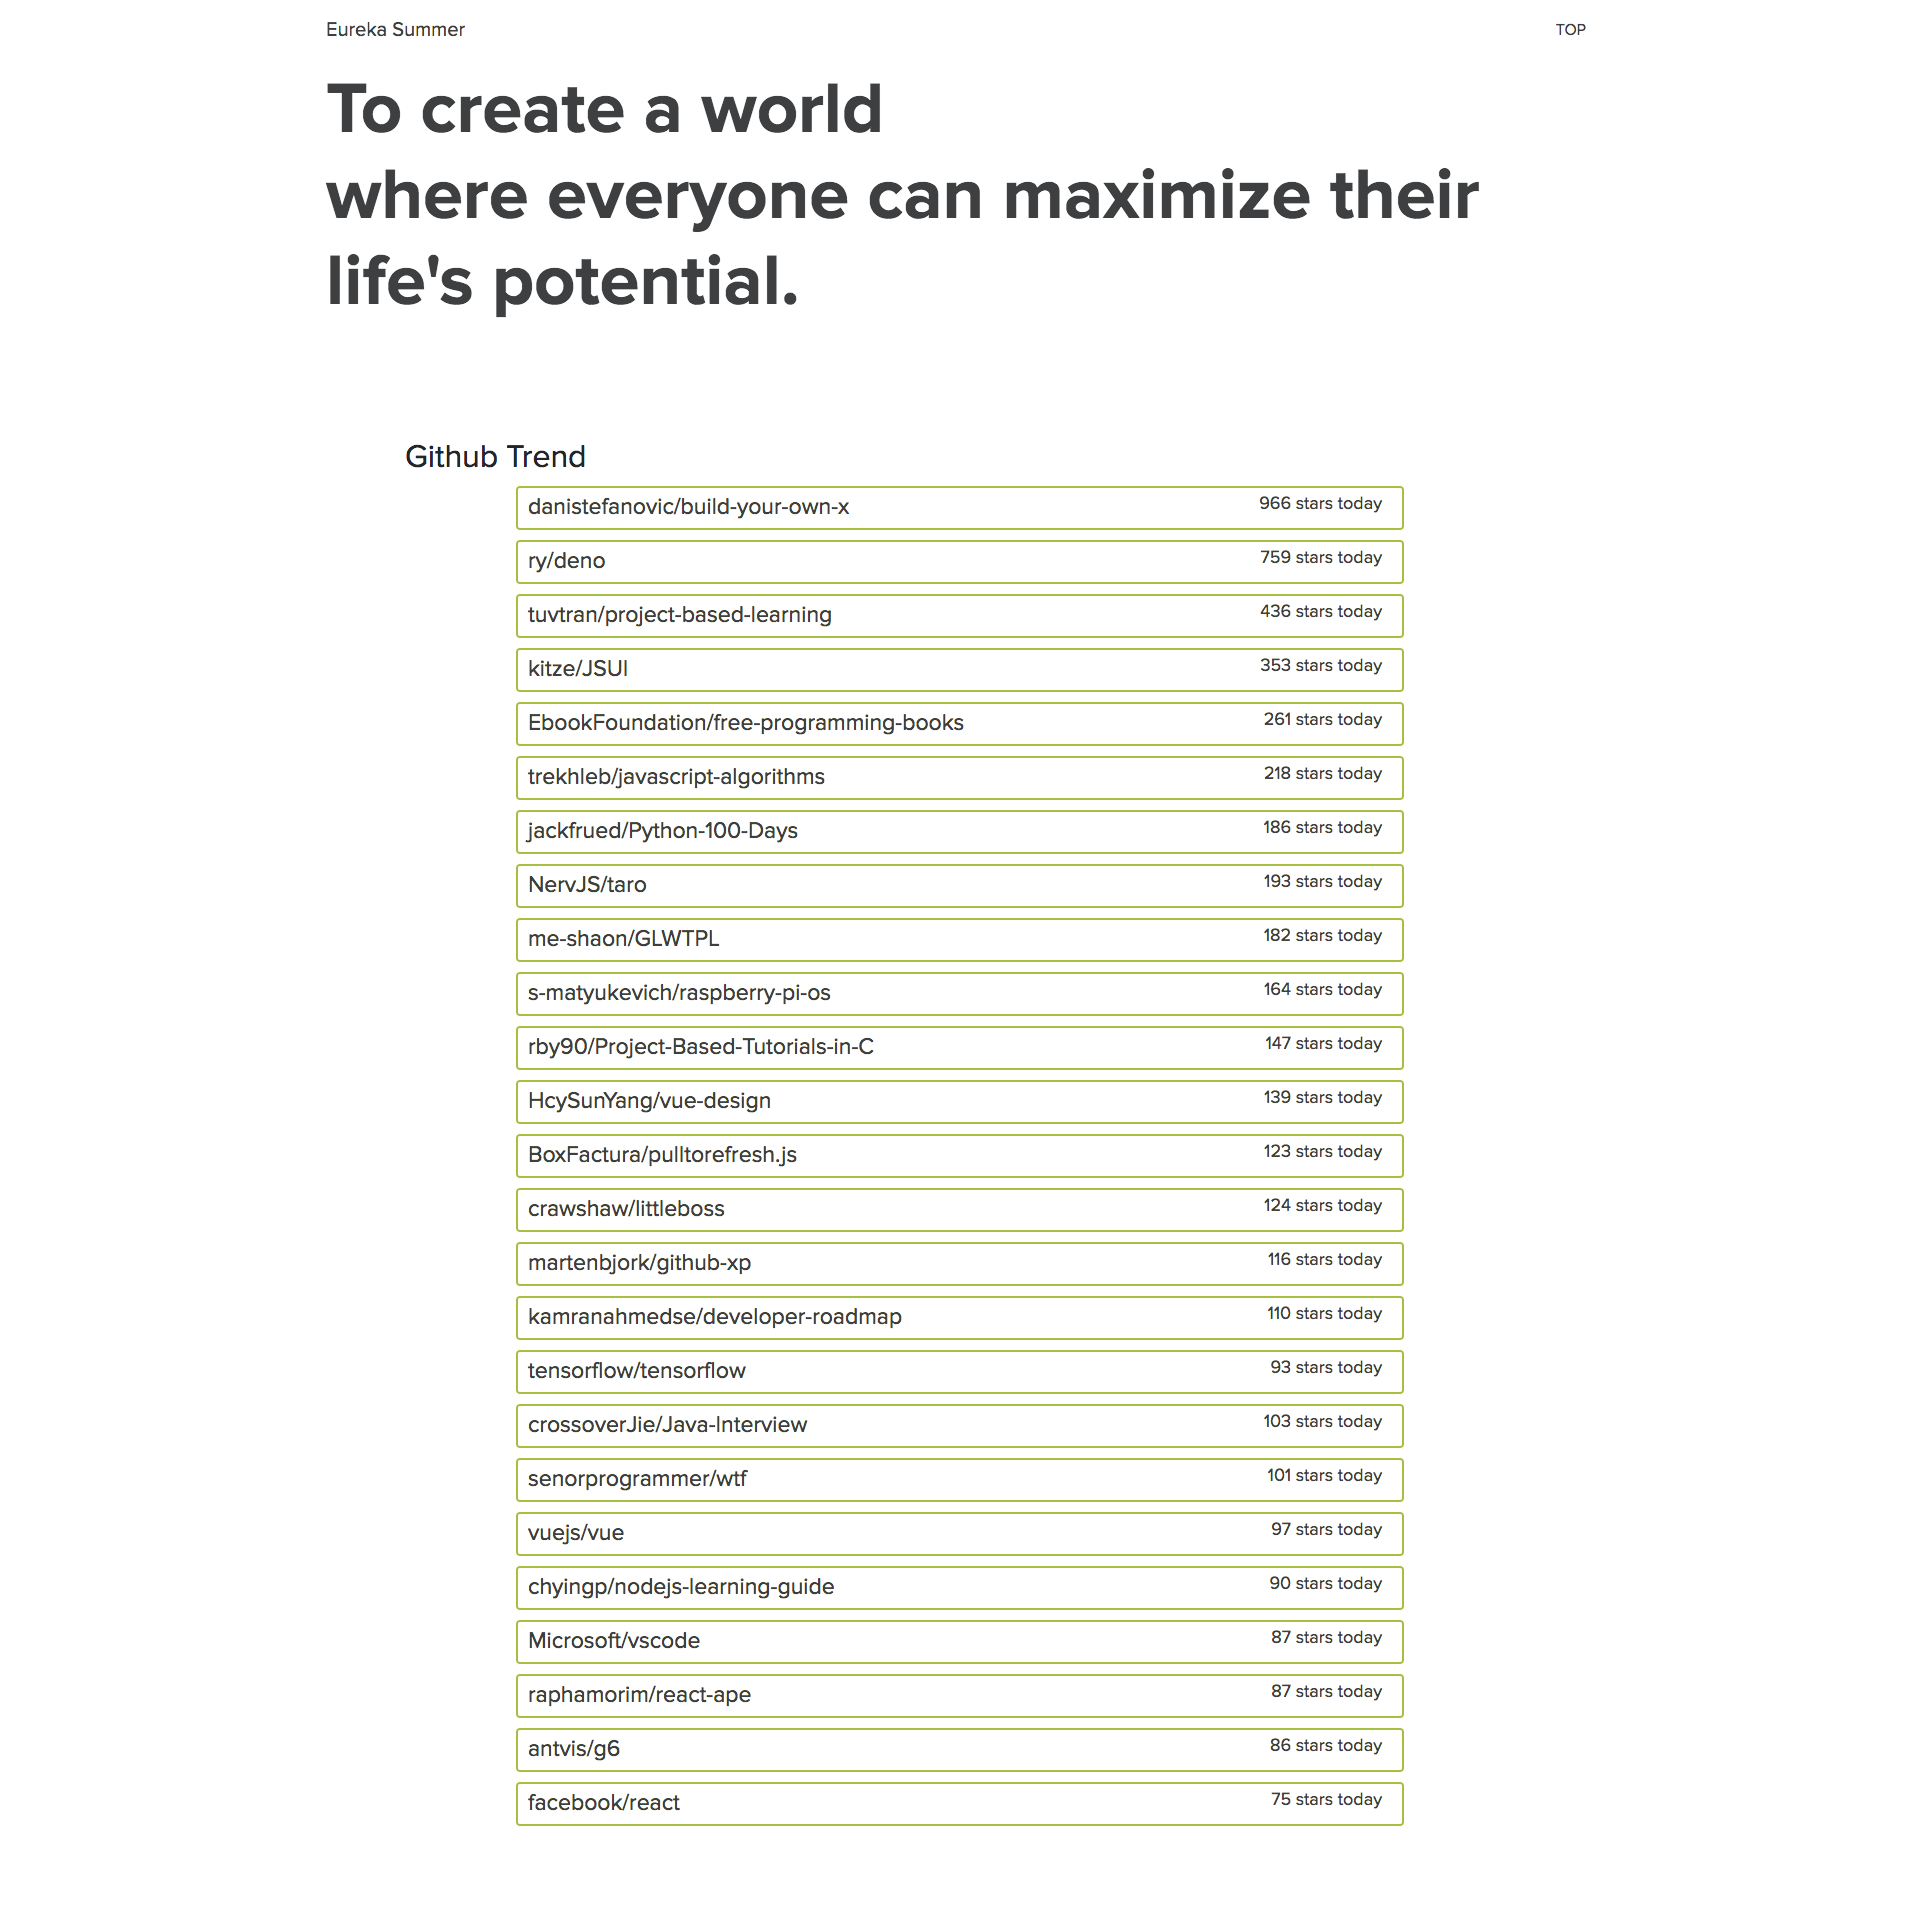 Eureka Summer
TOP
To create a world
where everyone can maximize their
life's potential.
Github Trend
danistefanovic/build-your-own-x 966 stars today
ry/deno 759 stars today
tuvtran/project-based-learning 436 stars today
kitze/JSUI 353 stars today
EbookFoundation/free-programming-books 261 stars today
trekhleb/javascript-algorithms 218 stars today
jackfrued/Python-100-Days 186 stars today
NervJS/taro 193 stars today
me-shaon/GLWTPL 182 stars today
s-matyukevich/raspberry-pi-os 164 stars today
rby90/Project-Based-Tutorials-in-C 147 stars today
HcySunYang/vue-design 139 stars today
BoxFactura/pulltorefresh.js 123 stars today
crawshaw/littleboss 124 stars today
martenbjork/github-xp 116 stars today
kamranahmedse/developer-roadmap 110 stars today
tensorflow/tensorflow 93 stars today
crossoverJie/Java-Interview 103 stars today
senorprogrammer/wtf 101 stars today
vuejs/vue 97 stars today
chyingp/nodejs-learning-guide 90 stars today
Microsoft/vscode 87 stars today
raphamorim/react-ape 87 stars today
antvis/g6 86 stars today
facebook/react 75 stars today